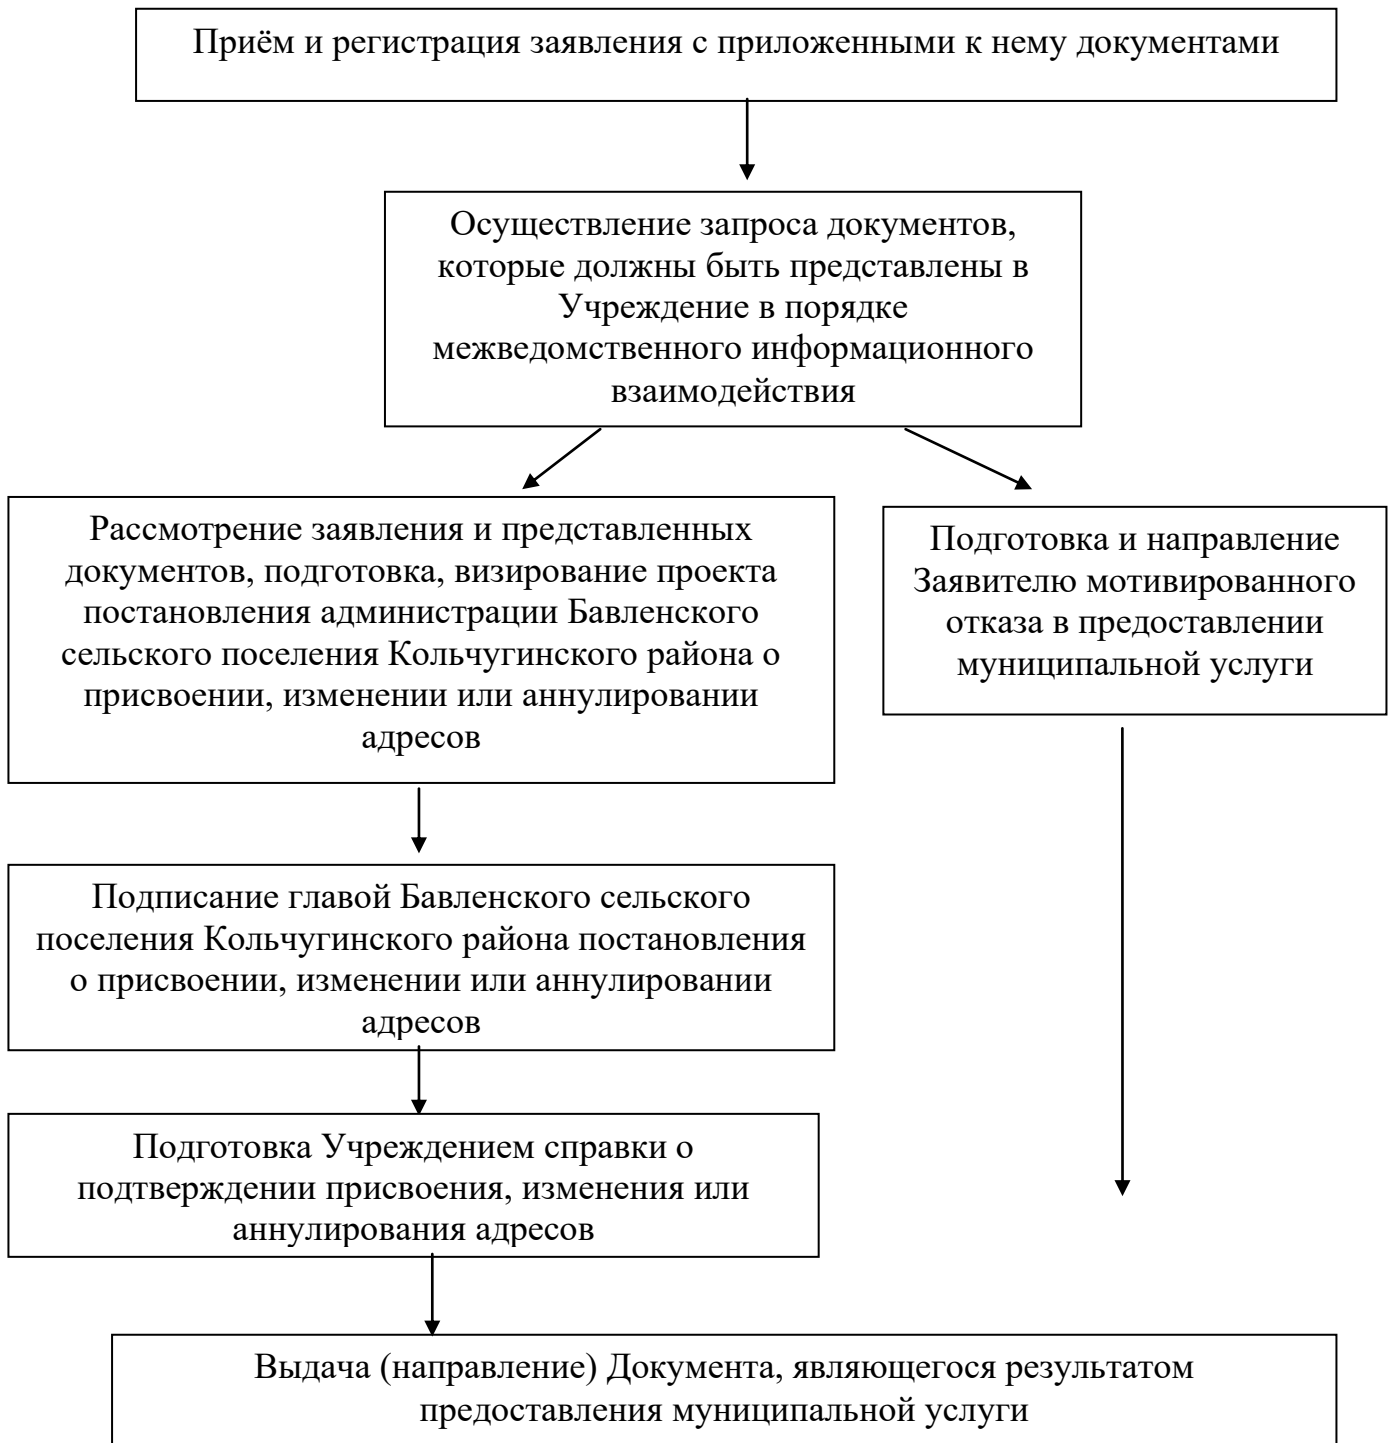 Приём и регистрация заявления с приложенными к нему документами
Осуществление запроса документов,
которые должны быть представлены в
Учреждение в порядке
межведомственного информационного
взаимодействия
Рассмотрение заявления и представленных
документов, подготовка, визирование проекта
постановления администрации Бавленского
сельского поселения Кольчугинского района о
присвоении, изменении или аннулировании
адресов
Подготовка и направление
Заявителю мотивированного
отказа в предоставлении
муниципальной услуги
Подписание главой Бавленского сельского
поселения Кольчугинского района постановления
о присвоении, изменении или аннулировании
адресов
Подготовка Учреждением справки о
подтверждении присвоения, изменения или
аннулирования адресов
Выдача (направление) Документа, являющегося результатом
предоставления муниципальной услуги